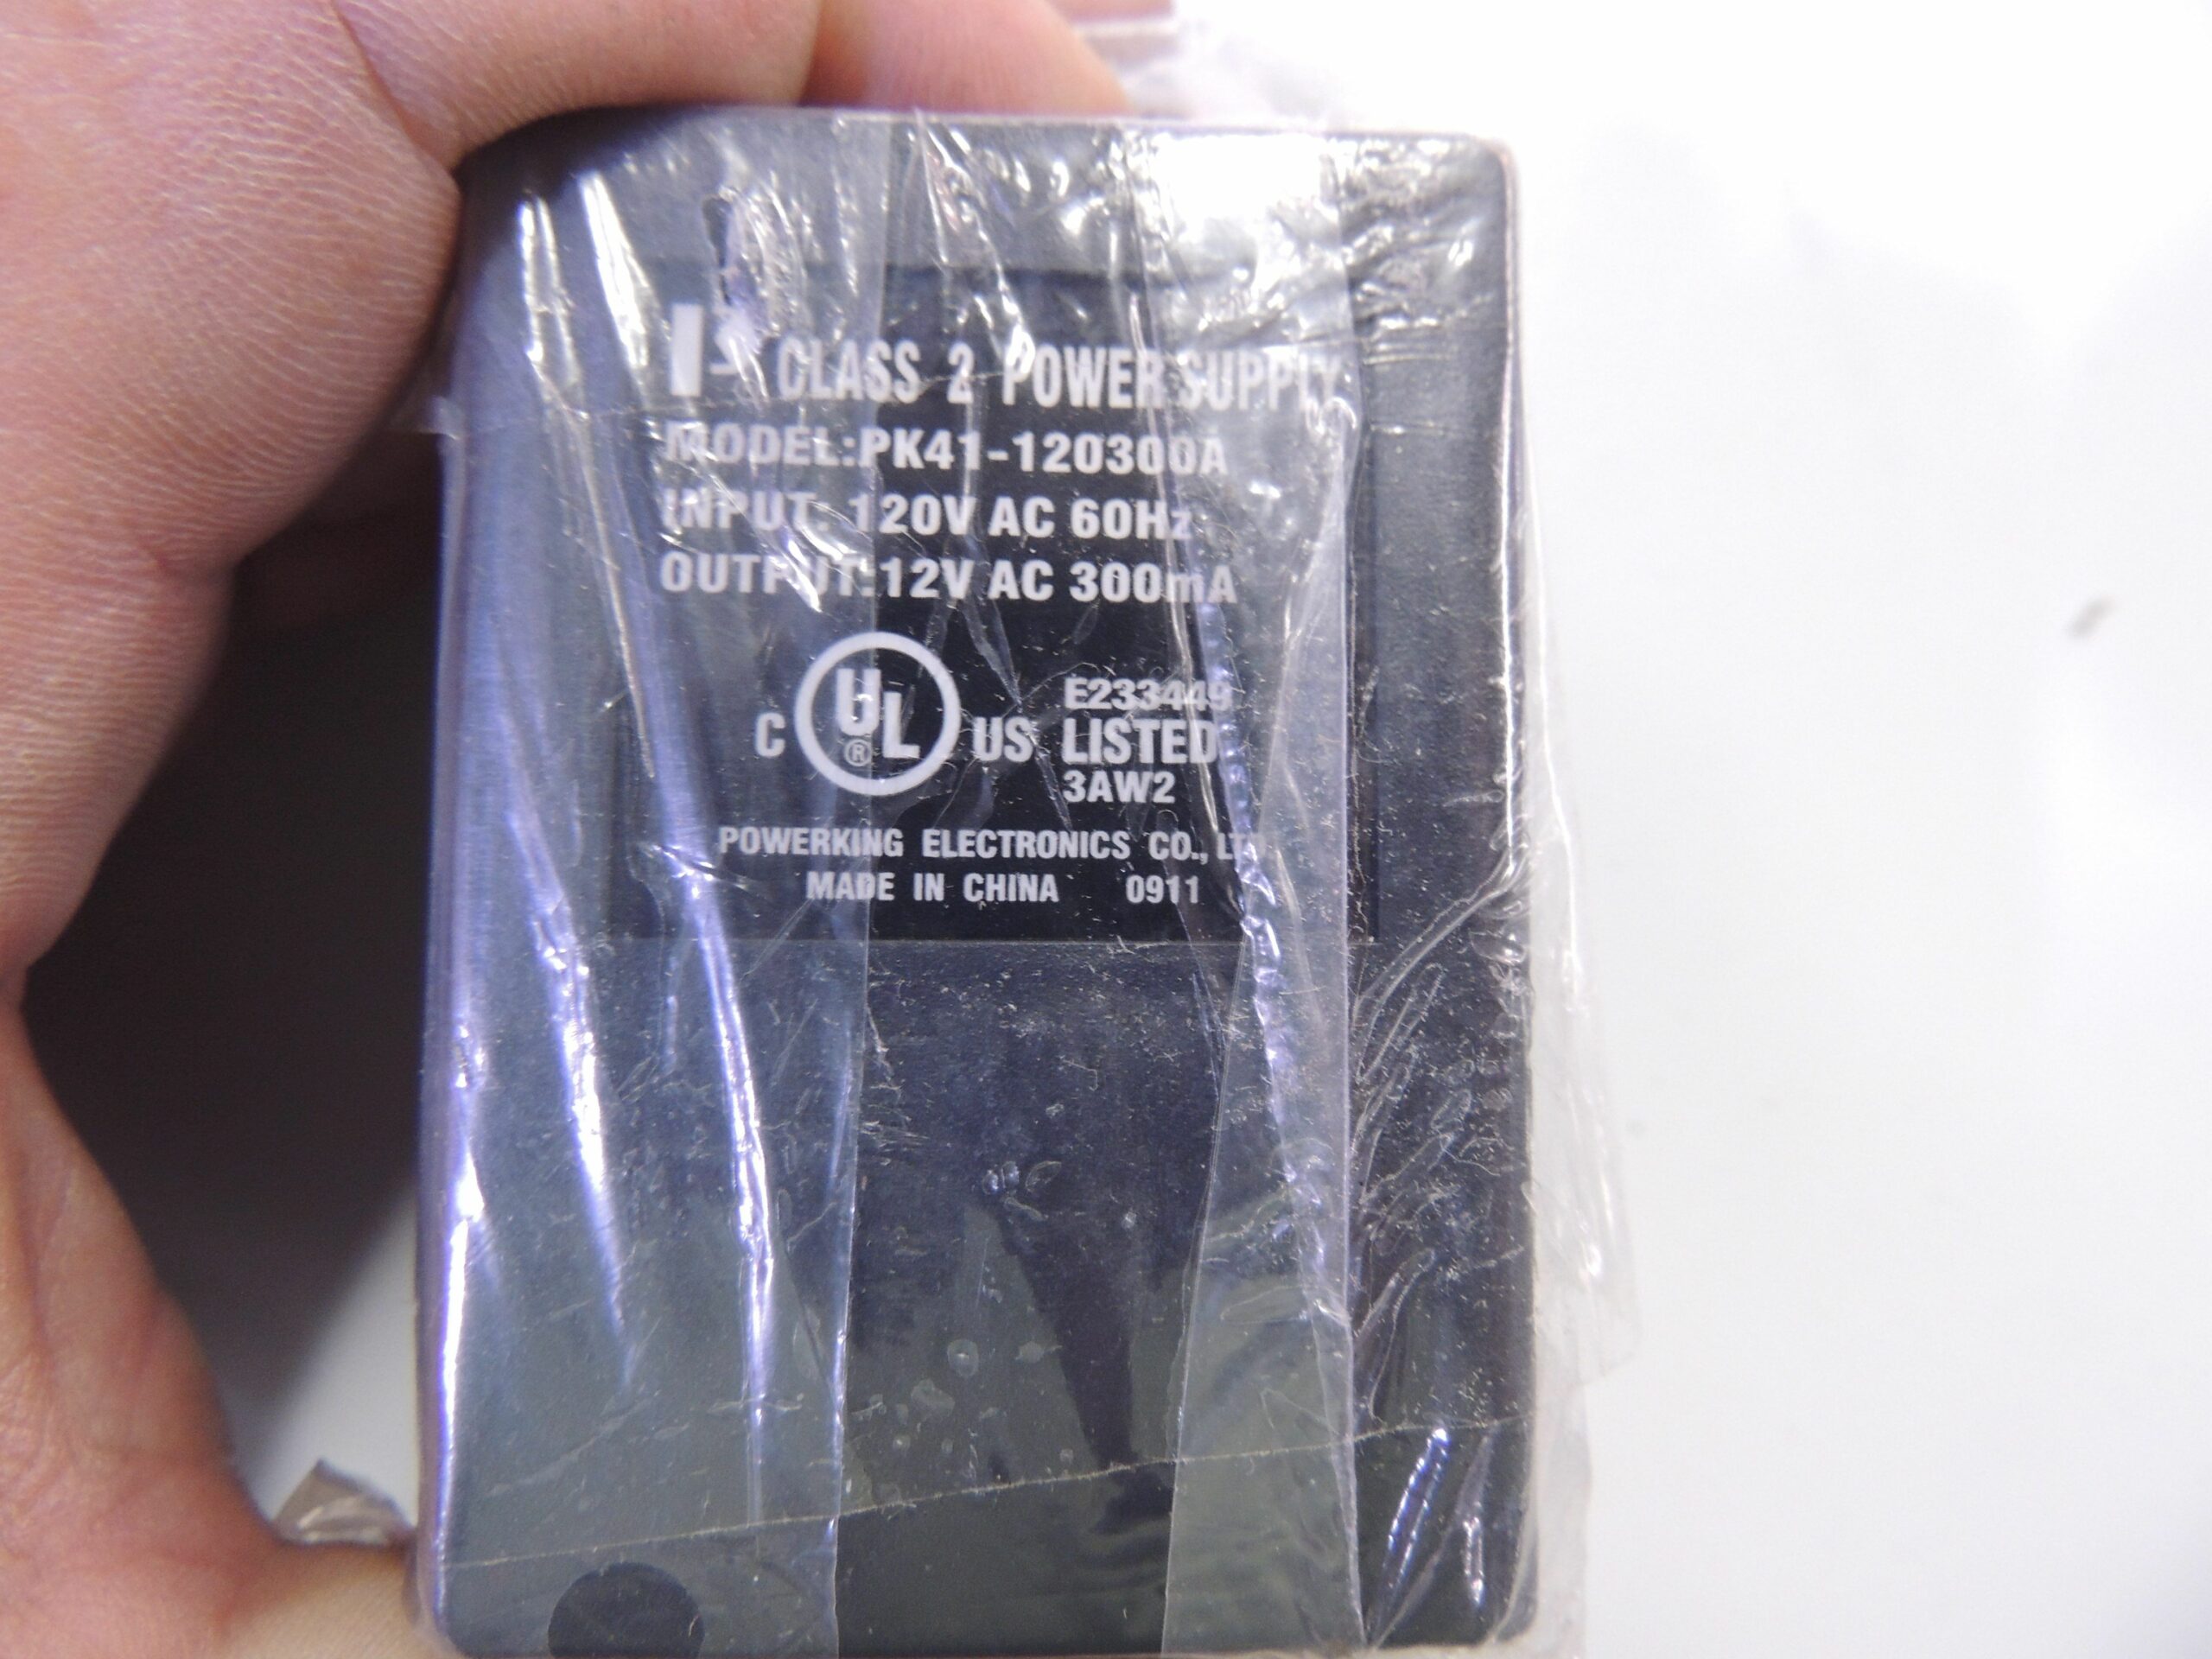 CLASS 2 POWER SUPPLY
MODEL:PK41-120300A
INPUT: 120V AC 60Hz
OUTPUT:12V AC 300mA
C UL® US
E233449
LISTED
3AW2
POWERKING ELECTRONICS CO., LTD
MADE IN CHINA 0911